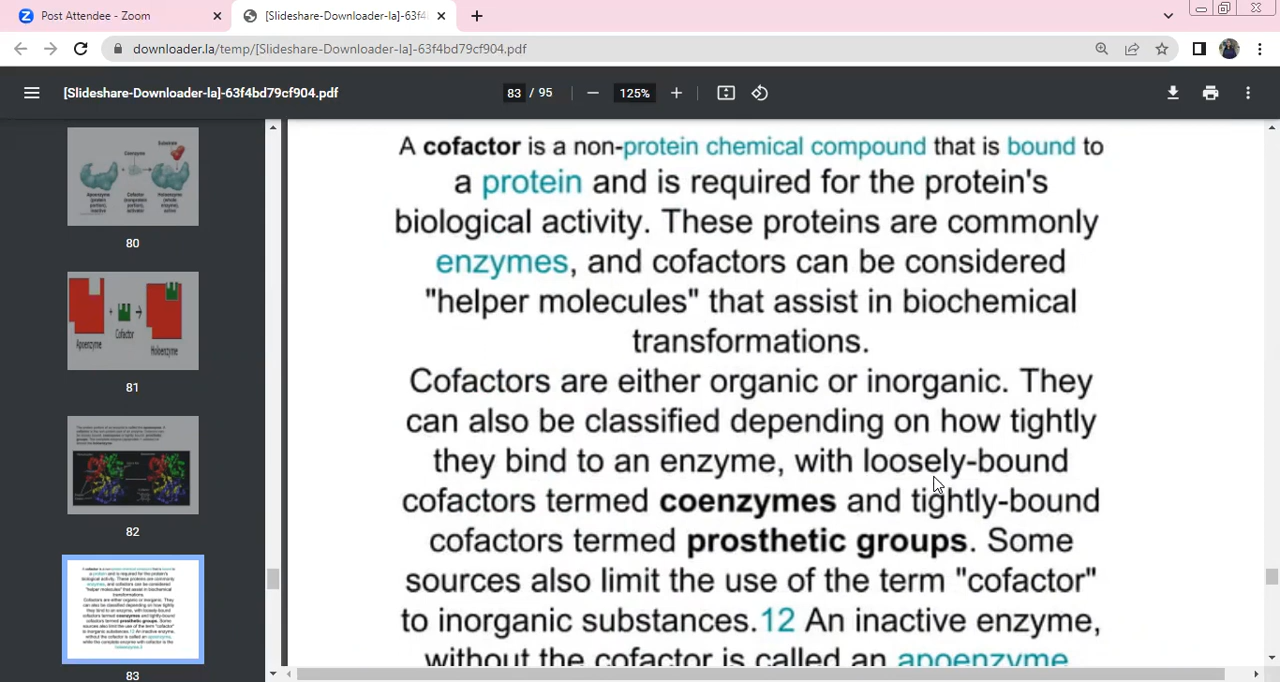 Post Attendee - Zoom
[Slideshare-Downloader-la]-63f4
downloader.la/temp/[Slideshare-Downloader-la]-63f4bd79cf904.pdf
[Slideshare-Downloader-la]-63f4bd79cf904.pdf
83 / 95
125%
Coenzyme
Substrate
80
Apoenzyme
Cofactor
Holoenzyme
81
82
83
A cofactor is a non-protein chemical compound that is bound to
a protein and is required for the protein's
biological activity. These proteins are commonly
enzymes, and cofactors can be considered
"helper molecules" that assist in biochemical
transformations.
Cofactors are either organic or inorganic. They
can also be classified depending on how tightly
they bind to an enzyme, with loosely-bound
cofactors termed coenzymes and tightly-bound
cofactors termed prosthetic groups. Some
sources also limit the use of the term "cofactor"
to inorganic substances.12 An inactive enzyme,
without the cofactor is called an apoenzyme